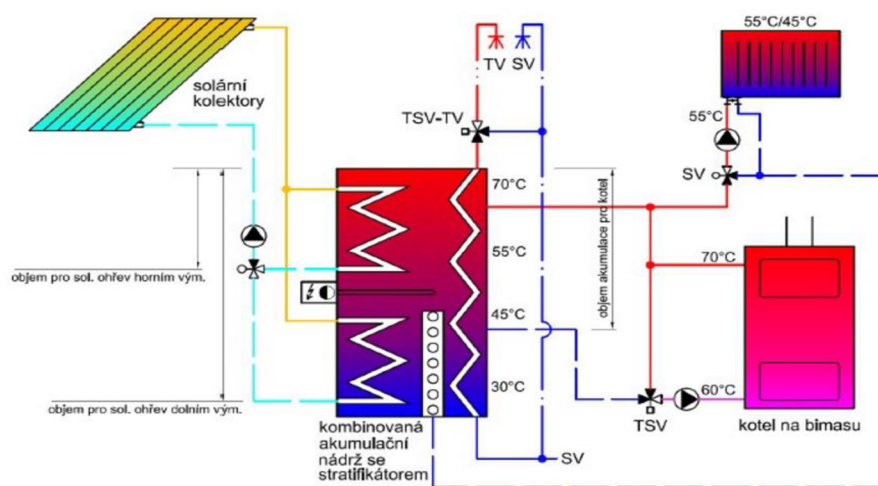 55°C/45°C
TV SV
solární
kolektory
TSV-TV
55°C
SV
70°C
objem akumulace pro kotel
55°C
70°C
objem pro sol. ohřev horním vým.
45°C
30°C
60°C
objem pro sol. ohřev dolním vým.
kombinovaná
akumulační
nádrž se
stratifikátorem
TSV
kotel na bimasu
SV